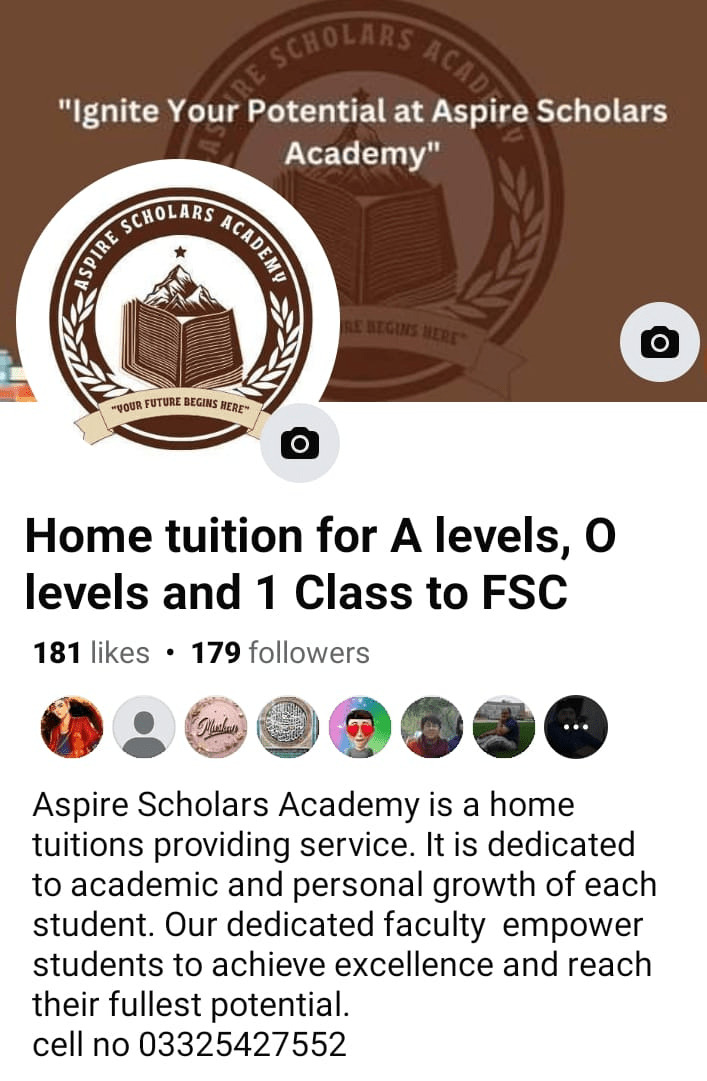 SCHOLARS ACADEMY
"Ignite Your Potential at Aspire Scholars
Academy"
RE BEGINS HERE"
ASPIRE SCHOLARS ACADEMY
"YOUR FUTURE BEGINS HERE"
Home tuition for A levels, O
levels and 1 Class to FSC
181 likes • 179 followers
Muskan
Aspire Scholars Academy is a home
tuitions providing service. It is dedicated
to academic and personal growth of each
student. Our dedicated faculty  empower
students to achieve excellence and reach
their fullest potential.
cell no 03325427552